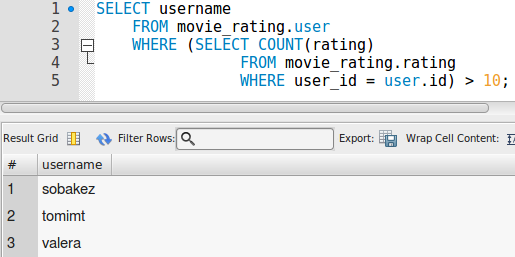 1 SELECT username
2 FROM movie_rating.user
3 WHERE (SELECT COUNT(rating)
4 FROM movie_rating.rating
5 WHERE user_id = user.id) > 10;
Result Grid Filter Rows: Export: Wrap Cell Content:
# username
1 sobakez
2 tomimt
3 valera